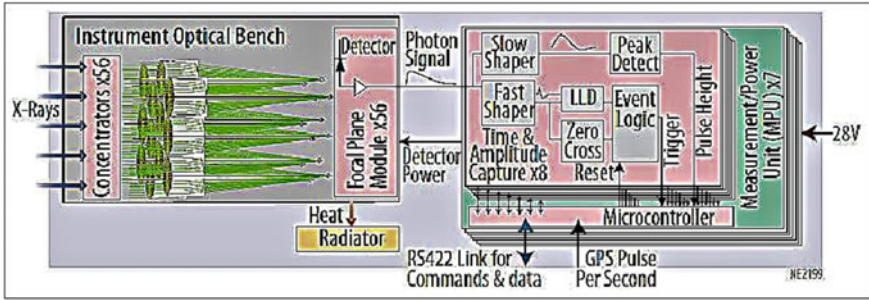 Instrument Optical Bench
X-Rays
Concentrators x56
Detector
Focal Plane
Module x56
Heat
Radiator
Photon
Signal
Detector
Power
Slow
Shaper
Peak
Detect
Fast
Shaper
LLD
Zero
Cross
Event
Logic
Time &
Amplitude
Capture x8
Reset
Trigger
Pulse Height
Measurement/Power
Unit (MPU) x7
28V
Microcontroller
RS422 Link for
Commands & data
GPS Pulse
Per Second
NE2199